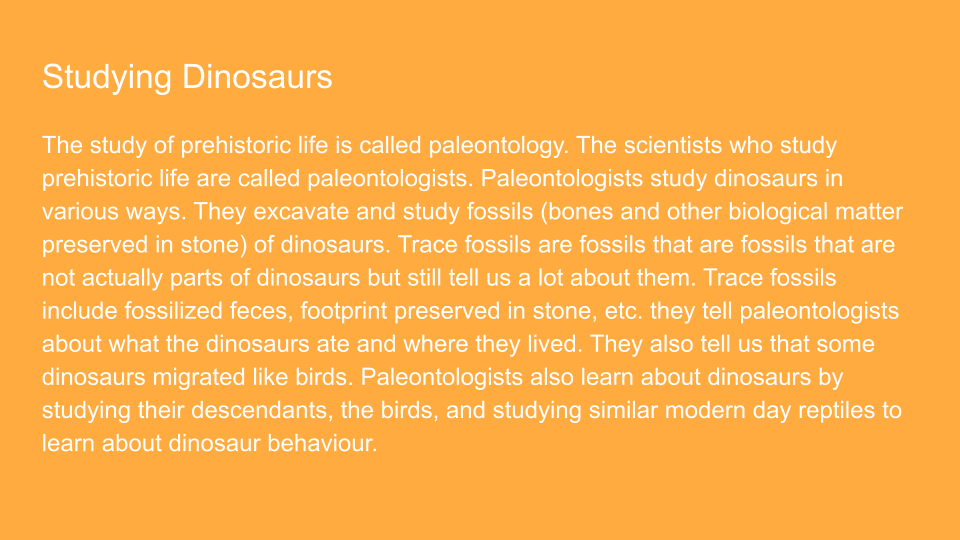 Studying Dinosaurs
The study of prehistoric life is called paleontology. The scientists who study
prehistoric life are called paleontologists. Paleontologists study dinosaurs in
various ways. They excavate and study fossils (bones and other biological matter
preserved in stone) of dinosaurs. Trace fossils are fossils that are fossils that are
not actually parts of dinosaurs but still tell us a lot about them. Trace fossils
include fossilized feces, footprint preserved in stone, etc. they tell paleontologists
about what the dinosaurs ate and where they lived. They also tell us that some
dinosaurs migrated like birds. Paleontologists also learn about dinosaurs by
studying their descendants, the birds, and studying similar modern day reptiles to
learn about dinosaur behaviour.